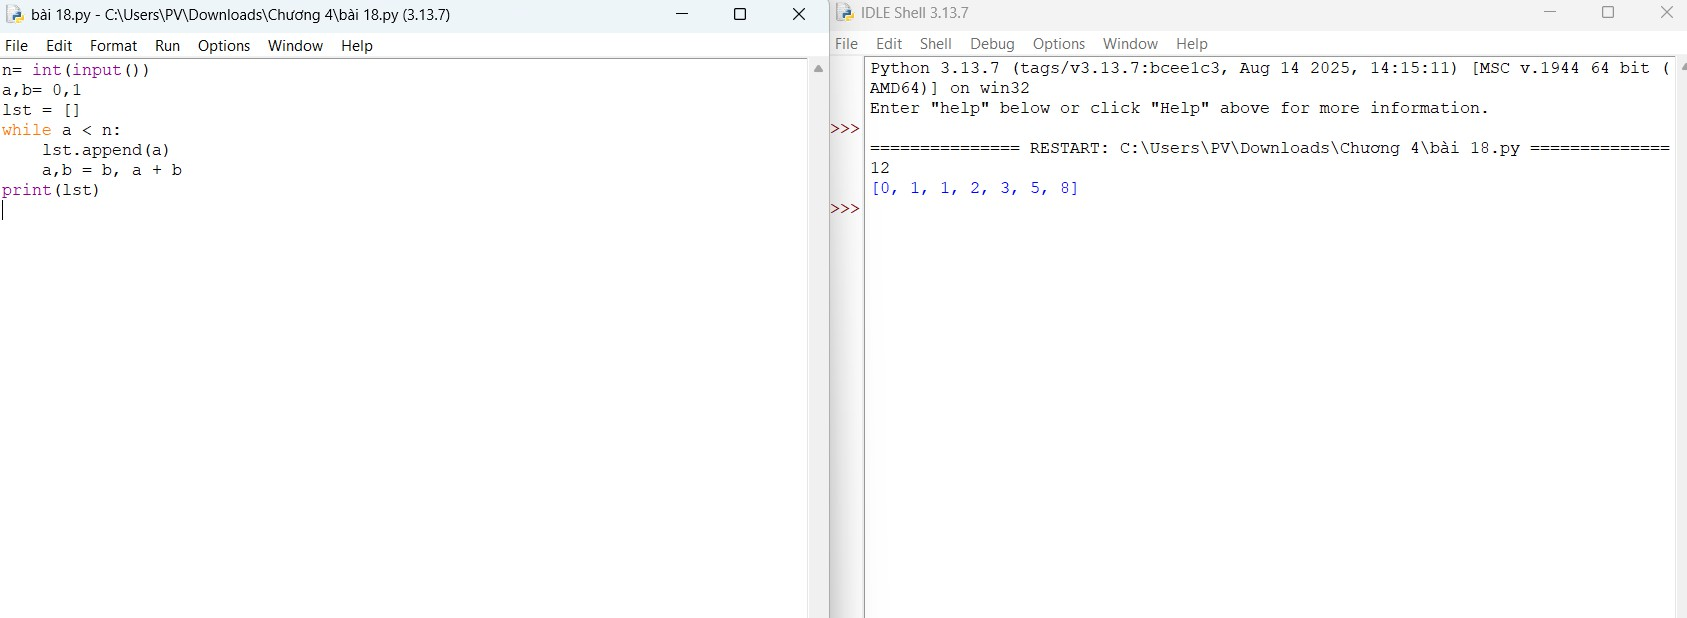 bài 18.py - C:\Users\PV\Downloads\Chương 4\bài 18.py (3.13.7)
File Edit Format Run Options Window Help
n= int(input())
a,b= 0,1
lst = []
while a < n:
    lst.append(a)
    a,b = b, a + b
print(lst)
IDLE Shell 3.13.7
File Edit Shell Debug Options Window Help
Python 3.13.7 (tags/v3.13.7:bcee1c3, Aug 14 2025, 14:15:11) [MSC v.1944 64 bit (
AMD64)] on win32
Enter "help" below or click "Help" above for more information.
>>>
=============== RESTART: C:\Users\PV\Downloads\Chương 4\bài 18.py ==============
12
[0, 1, 1, 2, 3, 5, 8]
>>>